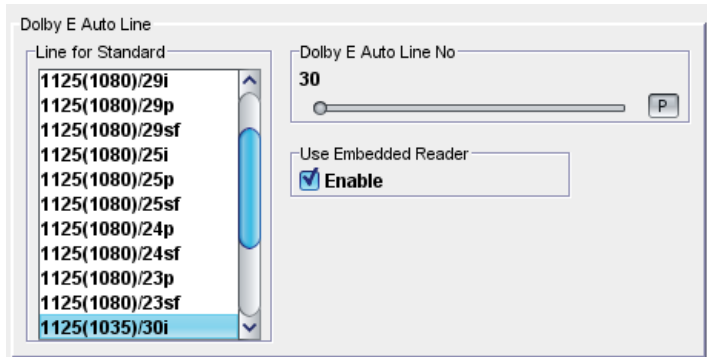 Dolby E Auto Line
Line for Standard
1125(1080)/29i
1125(1080)/29p
1125(1080)/29sf
1125(1080)/25i
1125(1080)/25p
1125(1080)/25sf
1125(1080)/24p
1125(1080)/24sf
1125(1080)/23p
1125(1080)/23sf
1125(1035)/30i
Dolby E Auto Line No
30
P
Use Embedded Reader
Enable